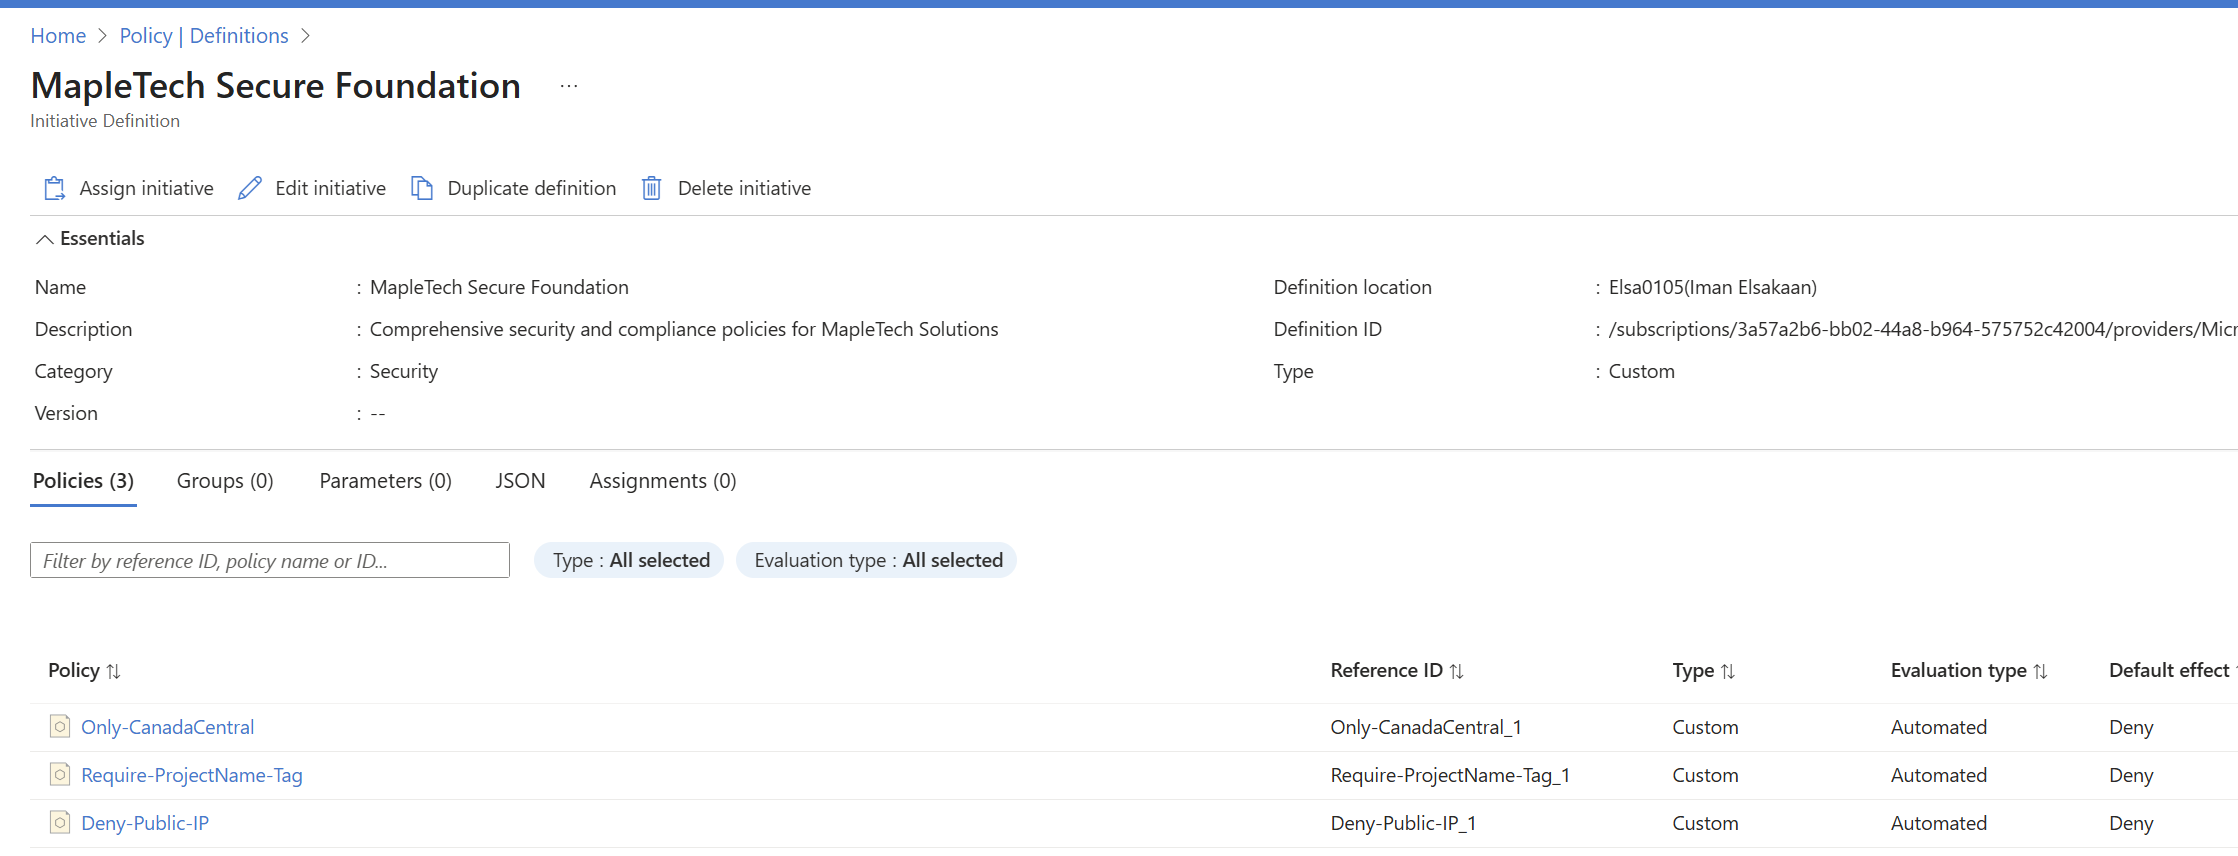 Home > Policy | Definitions >
MapleTech Secure Foundation ...
Initiative Definition
Assign initiative Edit initiative Duplicate definition Delete initiative
Essentials
Name : MapleTech Secure Foundation Definition location : Elsa0105(Iman Elsakaan)
Description : Comprehensive security and compliance policies for MapleTech Solutions Definition ID : /subscriptions/3a57a2b6-bb02-44a8-b964-575752c42004/providers/Micr
Category : Security Type : Custom
Version : --
Policies (3) Groups (0) Parameters (0) JSON Assignments (0)
Filter by reference ID, policy name or ID... Type : All selected Evaluation type : All selected
Policy Reference ID Type Evaluation type Default effect
Only-CanadaCentral Only-CanadaCentral_1 Custom Automated Deny
Require-ProjectName-Tag Require-ProjectName-Tag_1 Custom Automated Deny
Deny-Public-IP Deny-Public-IP_1 Custom Automated Deny